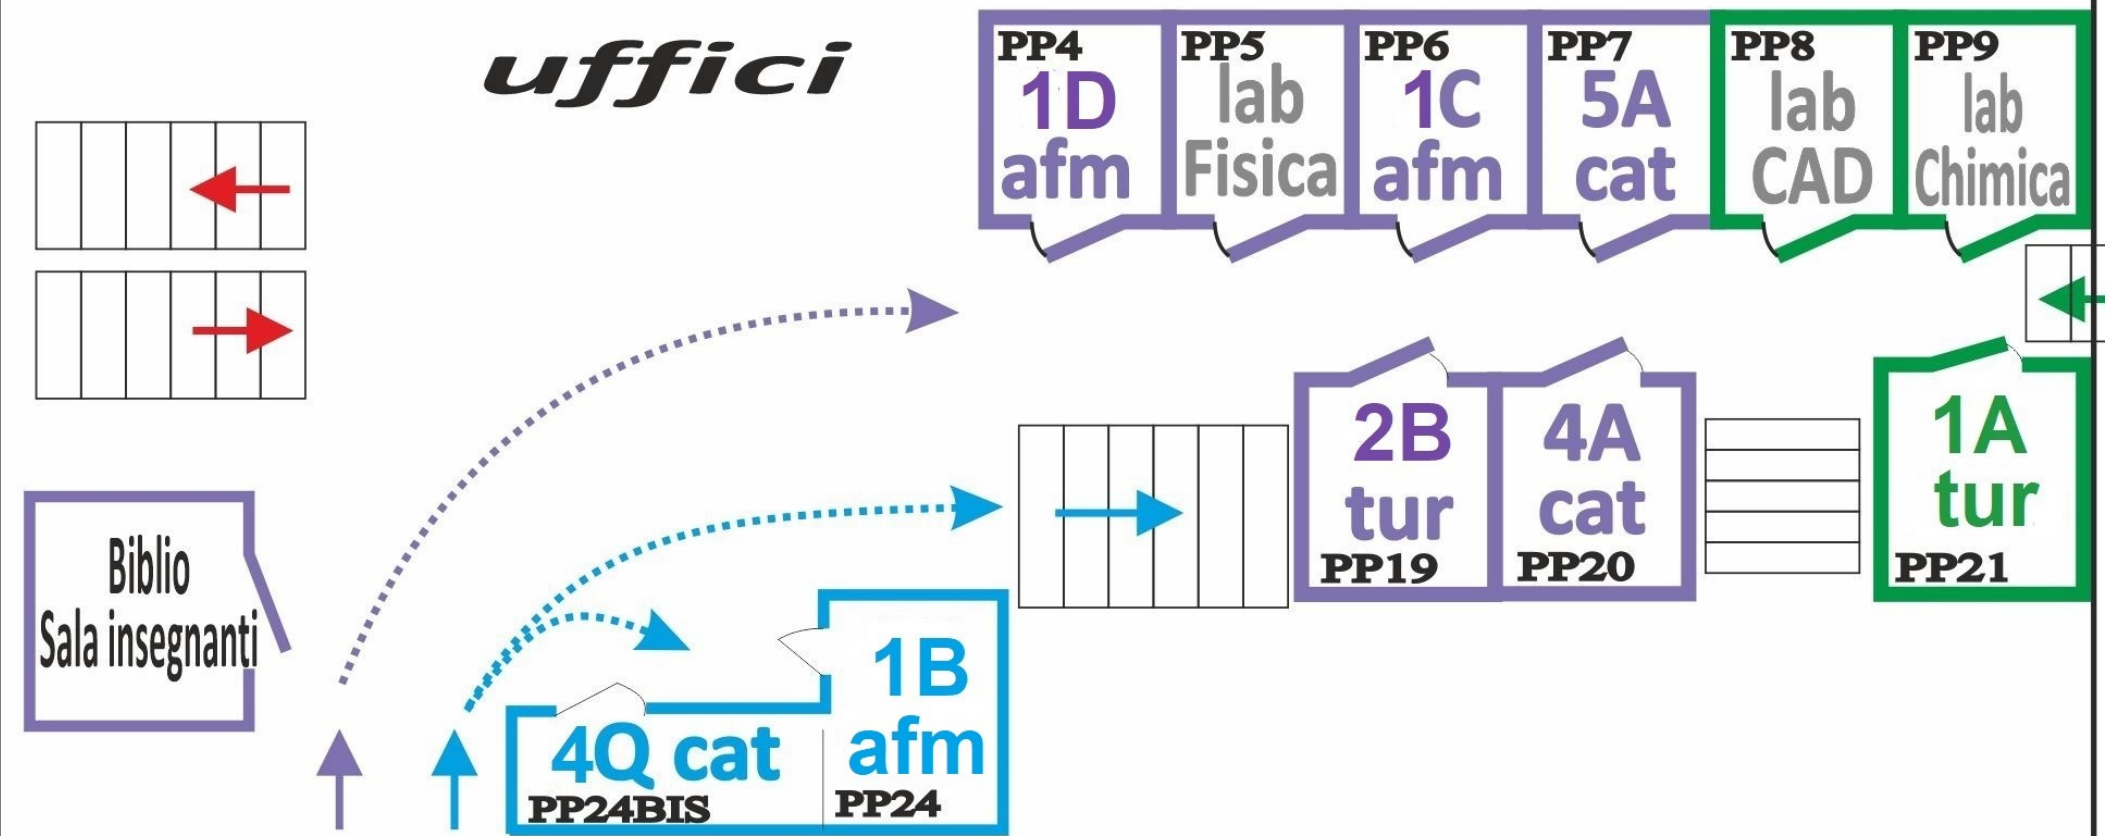 uffici
PP4
1D
afm
PP5
lab
Fisica
PP6
1C
afm
PP7
5A
cat
PP8
lab
CAD
PP9
lab
Chimica
2B
tur
PP19
4A
cat
PP20
1A
tur
PP21
Biblio
Sala insegnanti
4Q cat
PP24BIS
1B
afm
PP24